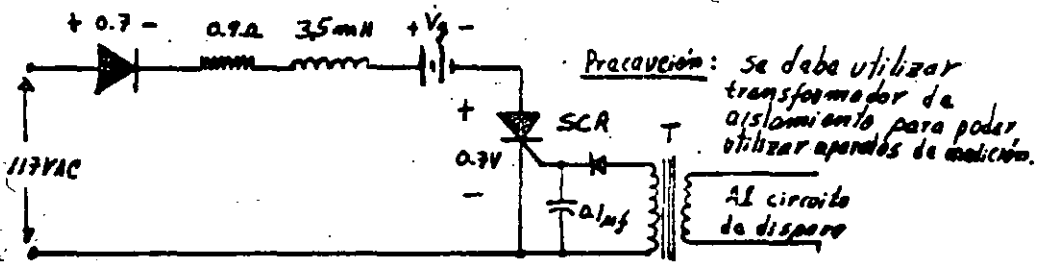 + 0.7 -
0.9Ω
3,5mH
+ Vg -
117VAC
+
0.7V
-
SCR
0.1μf
T
Precaución: se debe utilizar
transformador de
aislamiento para poder
utilizar aparatos de medición.
Al circuito
de disparo